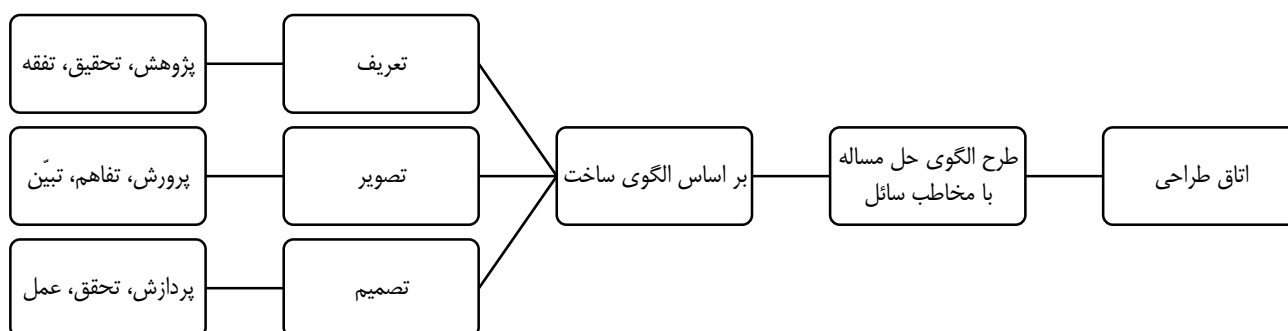 اتاق طراحی
طرح الگوی حل مساله
با مخاطب سائل
بر اساس الگوی ساخت
تعریف
پژوهش، تحقیق، تفقه
تصویر
پرورش، تفاهم، تبیّن
تصمیم
پردازش، تحقق، عمل